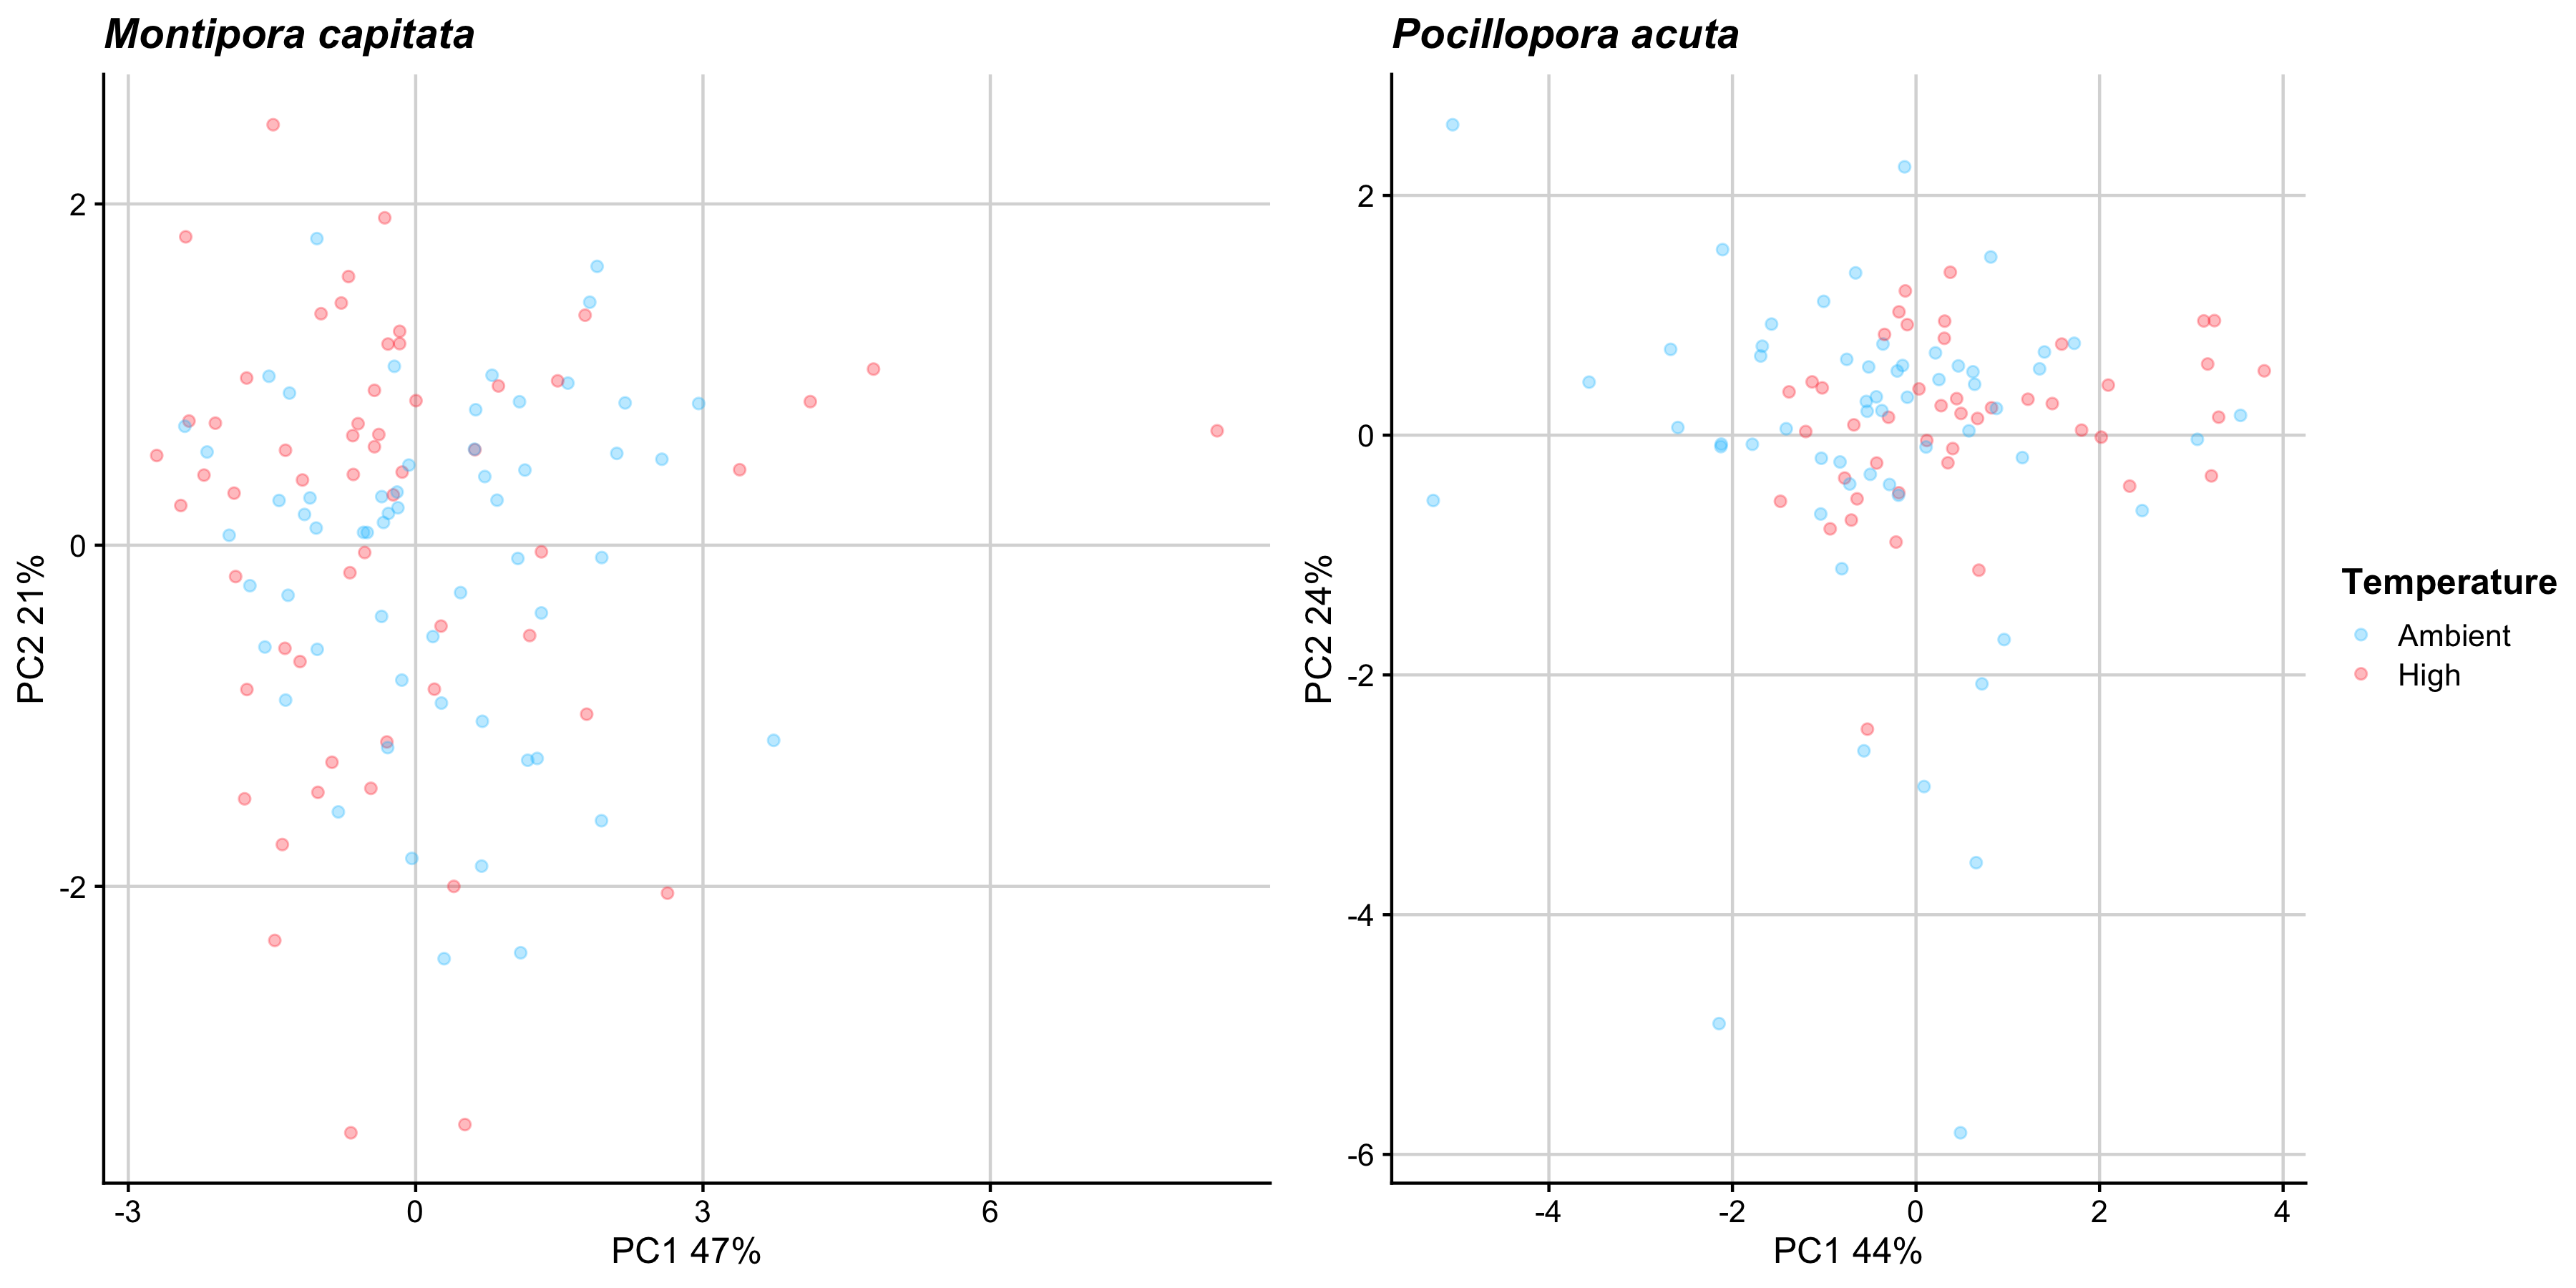 Montipora capitata
2
0
-2
PC2 21%
-3 0 3 6
PC1 47%
Pocillopora acuta
2
0
-2
-4
-6
PC2 24%
-4 -2 0 2 4
PC1 44%
Temperature
Ambient
High